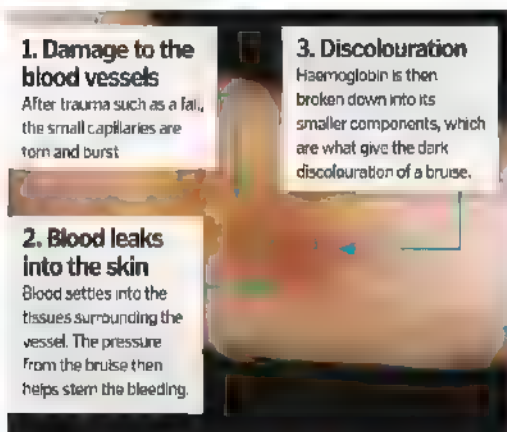 1. Damage to the
blood vessels
After trauma such as a fall,
the small capillaries are
torn and burst
2. Blood leaks
into the skin
Blood settles into the
tissues surrounding the
vessel. The pressure
from the bruise then
helps stem the bleeding.
3. Discolouration
Haemoglobin is then
broken down into its
smaller components, which
are what give the dark
discolouration of a bruise.